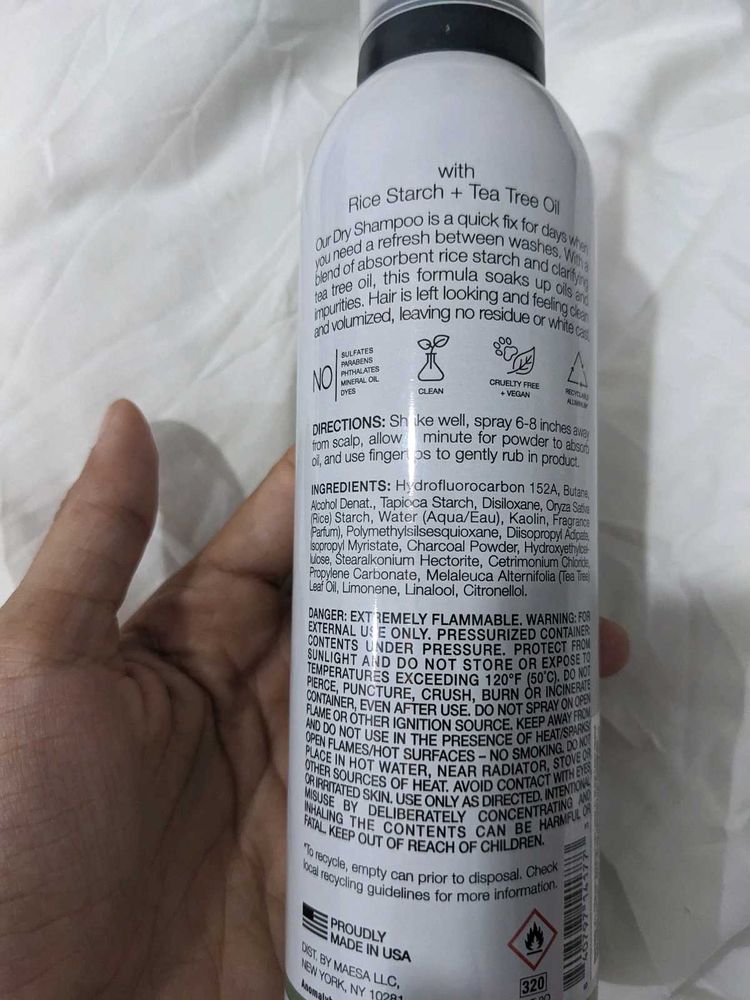 with
Rice Starch + Tea Tree Oil
Our Dry Shampoo is a quick fix for days when
you need a refresh between washes. With a
blend of absorbent rice starch and clarifying
tea tree oil, this formula soaks up oils and
impurities. Hair is left looking and feeling clean
and volumized, leaving no residue or white cast.
NO
SULFATES
PARABENS
PHTHALATES
MINERAL OIL
DYES
CLEAN
CRUELTY FREE
+ VEGAN
RECYCLABLE
ALUMINUM*
DIRECTIONS: Shake well, spray 6-8 inches away
from scalp, allow minute for powder to absorb
oil, and use fingertips to gently rub in product.
INGREDIENTS: Hydrofluorocarbon 152A, Butane,
Alcohol Denat., Tapioca Starch, Disiloxane, Oryza Sativa
(Rice) Starch, Water (Aqua/Eau), Kaolin, Fragrance
(Parfum), Polymethylsilsesquioxane, Diisopropyl Adipate,
Isopropyl Myristate, Charcoal Powder, Hydroxyethylcel-
lulose, Stearalkonium Hectorite, Cetrimonium Chloride,
Propylene Carbonate, Melaleuca Alternifolia (Tea Tree)
Leaf Oil, Limonene, Linalool, Citronellol.
DANGER: EXTREMELY FLAMMABLE. WARNING: FOR
EXTERNAL USE ONLY. PRESSURIZED CONTAINER:
CONTENTS UNDER PRESSURE. PROTECT FROM
SUNLIGHT AND DO NOT STORE OR EXPOSE TO
TEMPERATURES EXCEEDING 120°F (50°C). DO NOT
PIERCE, PUNCTURE, CRUSH, BURN OR INCINERATE
CONTAINER, EVEN AFTER USE. DO NOT SPRAY ON OPEN
FLAME OR OTHER IGNITION SOURCE. KEEP AWAY FROM
AND DO NOT USE IN THE PRESENCE OF HEAT/SPARKS/
OPEN FLAMES/HOT SURFACES – NO SMOKING. DO NOT
PLACE IN HOT WATER, NEAR RADIATOR, STOVE OR
OTHER SOURCES OF HEAT. AVOID CONTACT WITH EYES
OR IRRITATED SKIN. USE ONLY AS DIRECTED. INTENTIONAL
MISUSE BY DELIBERATELY CONCENTRATING AND
INHALING THE CONTENTS CAN BE HARMFUL OR
FATAL. KEEP OUT OF REACH OF CHILDREN.
*To recycle, empty can prior to disposal. Check
local recycling guidelines for more information.
PROUDLY
MADE IN USA
DIST. BY MAESA LLC,
NEW YORK, NY 10281
320